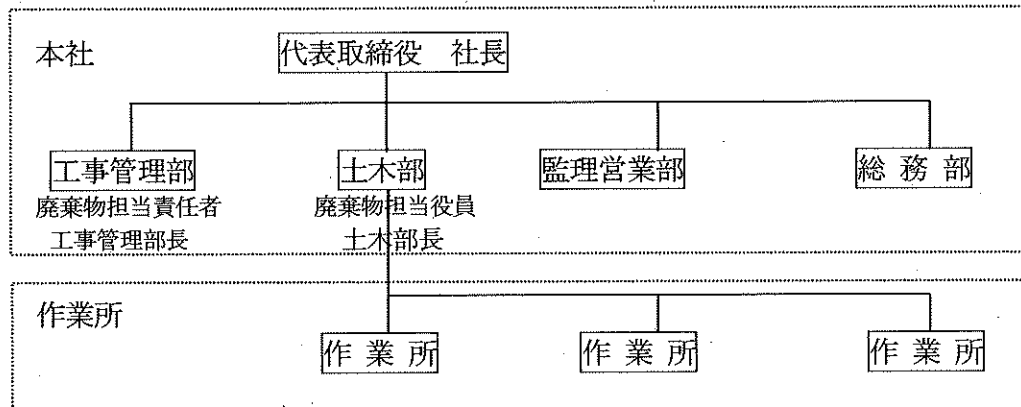 本社
代表取締役　社長
工事管理部
土木部
監理営業部
総 務 部
廃棄物担当責任者
廃棄物担当役員
工事管理部長
土木部長
作業所
作 業 所
作 業 所
作 業 所